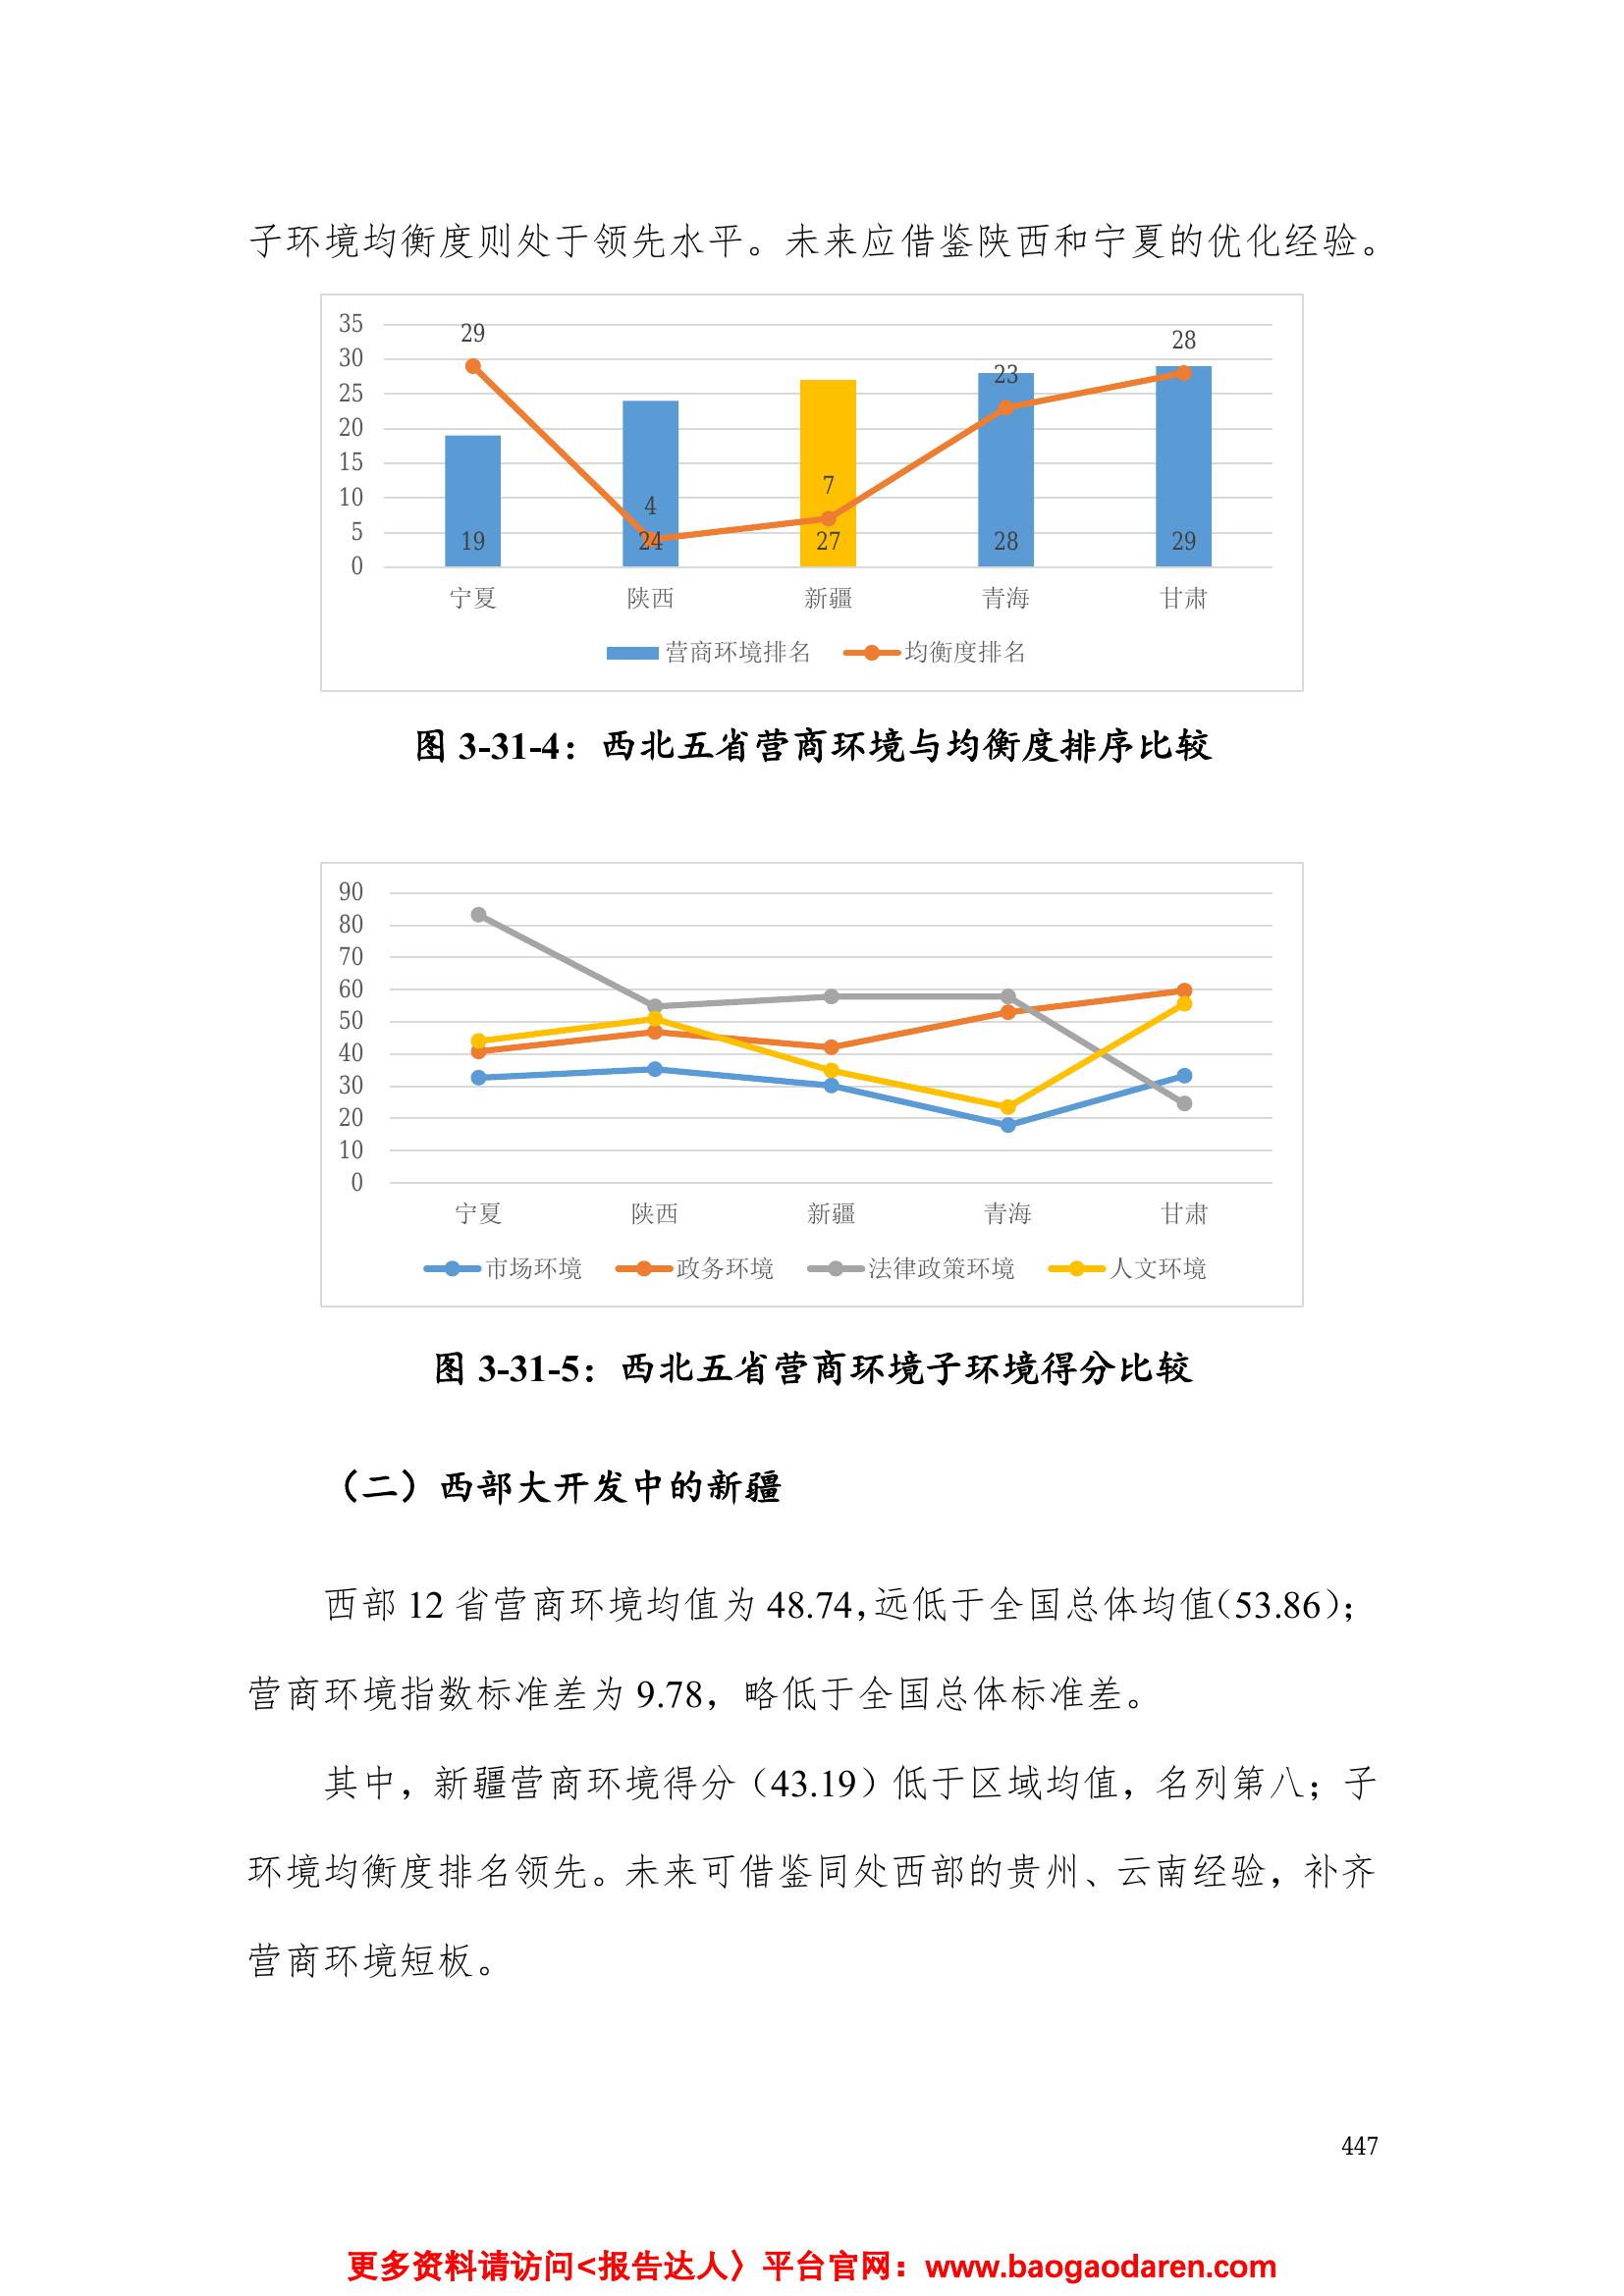 子环境均衡度则处于领先水平。未来应借鉴陕西和宁夏的优化经验。
35
30
25
20
15
10
5
0
29
4
7
23
28
19
24
27
28
29
宁夏 陕西 新疆 青海 甘肃
营商环境排名 均衡度排名
图 3-31-4：西北五省营商环境与均衡度排序比较
90
80
70
60
50
40
30
20
10
0
宁夏 陕西 新疆 青海 甘肃
市场环境 政务环境 法律政策环境 人文环境
图 3-31-5：西北五省营商环境子环境得分比较
（二）西部大开发中的新疆
西部 12 省营商环境均值为 48.74，远低于全国总体均值（53.86）；
营商环境指数标准差为 9.78，略低于全国总体标准差。
其中，新疆营商环境得分（43.19）低于区域均值，名列第八；子
环境均衡度排名领先。未来可借鉴同处西部的贵州、云南经验，补齐
营商环境短板。
447
更多资料请访问<报告达人〉平台官网：www.baogaodaren.com